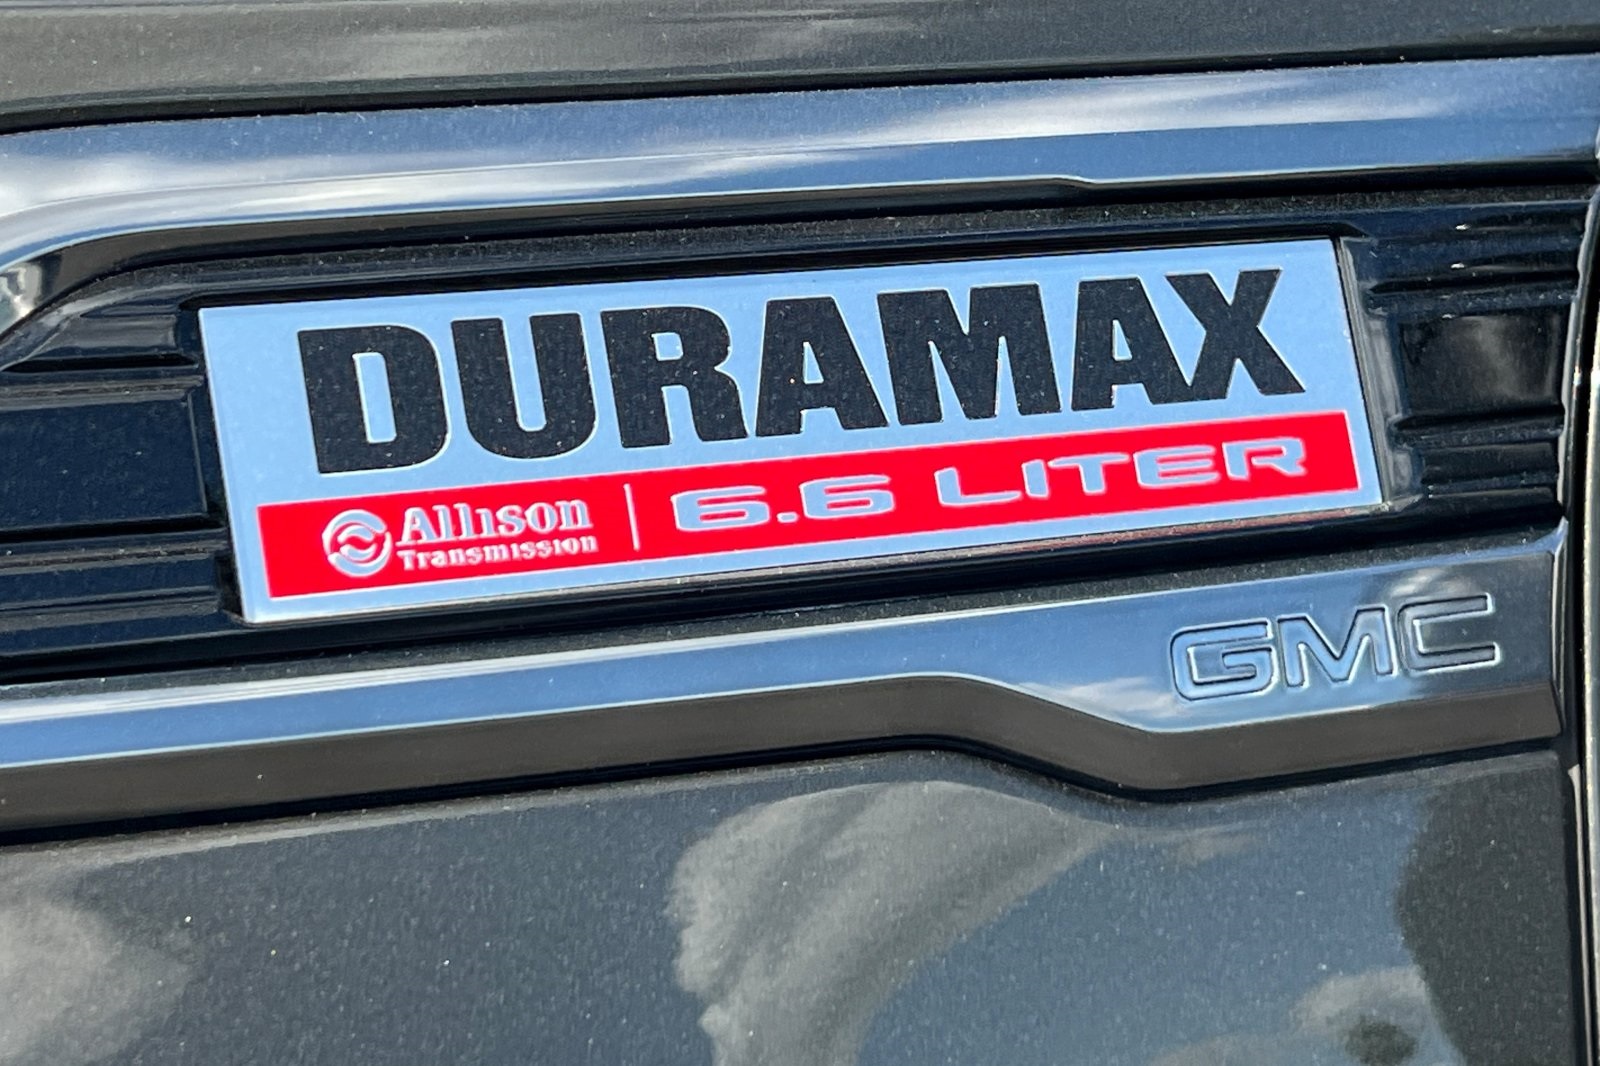 DURAMAX
Allison
Transmission
6.6 LITER
GMC